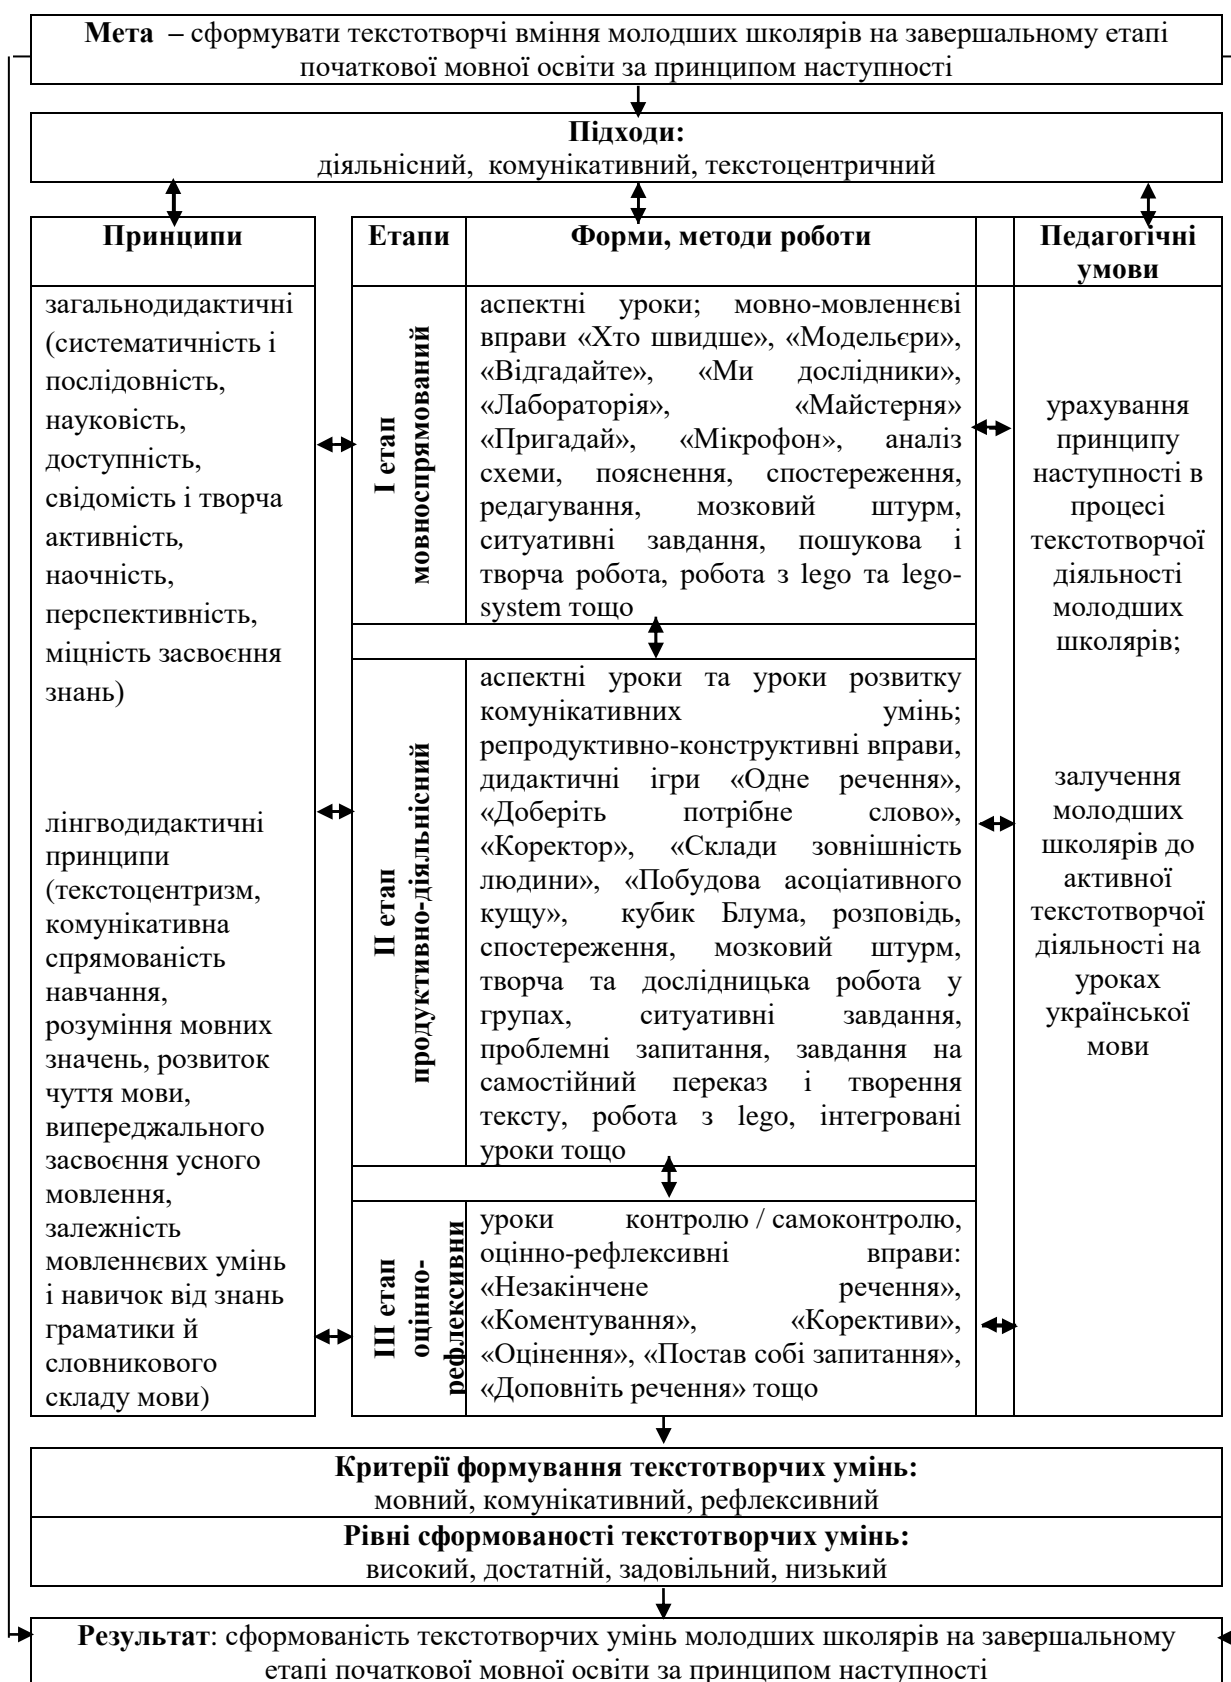 Мета – сформувати текстотворчі вміння молодших школярів на завершальному етапі
початкової мовної освіти за принципом наступності
Підходи:
діяльнісний, комунікативний, текстоцентричний
Принципи
загальнодидактичні
(систематичність і
послідовність,
науковість,
доступність,
свідомість і творча
активність,
наочність,
перспективність,
міцність засвоєння
знань)
лінгводидактичні
принципи
(текстоцентризм,
комунікативна
спрямованість
навчання,
розуміння мовних
значень, розвиток
чуття мови,
випереджального
засвоєння усного
мовлення,
залежність
мовленнєвих умінь
і навичок від знань
граматики й
словникового
складу мови)
Етапи
Форми, методи роботи
І етап
мовноспрямований
аспектні уроки; мовно-мовленнєві
вправи «Хто швидше», «Модельєри»,
«Відгадайте», «Ми дослідники»,
«Лабораторія», «Майстерня»
«Пригадай», «Мікрофон», аналіз
схеми, пояснення, спостереження,
редагування, мозковий штурм,
ситуативні завдання, пошукова і
творча робота, робота з lego та lego-
system тощо
ІІ етап
продуктивно-діяльнісний
аспектні уроки та уроки розвитку
комунікативних умінь;
репродуктивно-конструктивні вправи,
дидактичні ігри «Одне речення»,
«Доберіть потрібне слово»,
«Коректор», «Склади зовнішність
людини», «Побудова асоціативного
кущу», кубик Блума, розповідь,
спостереження, мозковий штурм,
творча та дослідницька робота у
групах, ситуативні завдання,
проблемні запитання, завдання на
самостійний переказ і творення
тексту, робота з lego, інтегровані
уроки тощо
ІІІ етап
оцінно-
рефлексивни
уроки контролю / самоконтролю,
оцінно-рефлексивні вправи:
«Незакінчене речення»,
«Коментування», «Корективи»,
«Оцінення», «Постав собі запитання»,
«Доповніть речення» тощо
Педагогічні
умови
урахування
принципу
наступності в
процесі
текстотворчої
діяльності
молодших
школярів;
залучення
молодших
школярів до
активної
текстотворчої
діяльності на
уроках
української
мови
Критерії формування текстотворчих умінь:
мовний, комунікативний, рефлексивний
Рівні сформованості текстотворчих умінь:
високий, достатній, задовільний, низький
Результат: сформованість текстотворчих умінь молодших школярів на завершальному
етапі початкової мовної освіти за принципом наступності